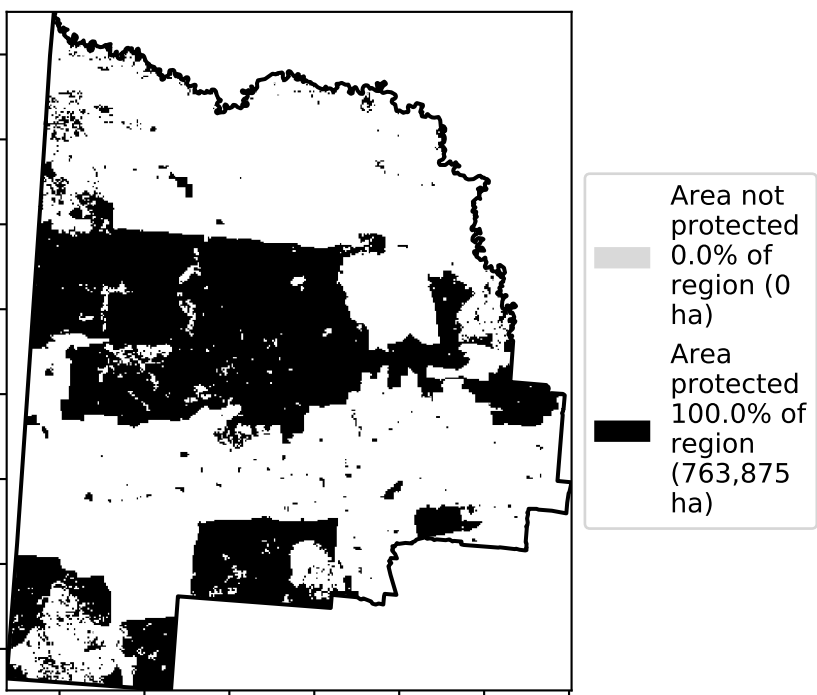 Area not
protected
0.0% of
region (0
ha)
Area
protected
100.0% of
region
(763,875
ha)